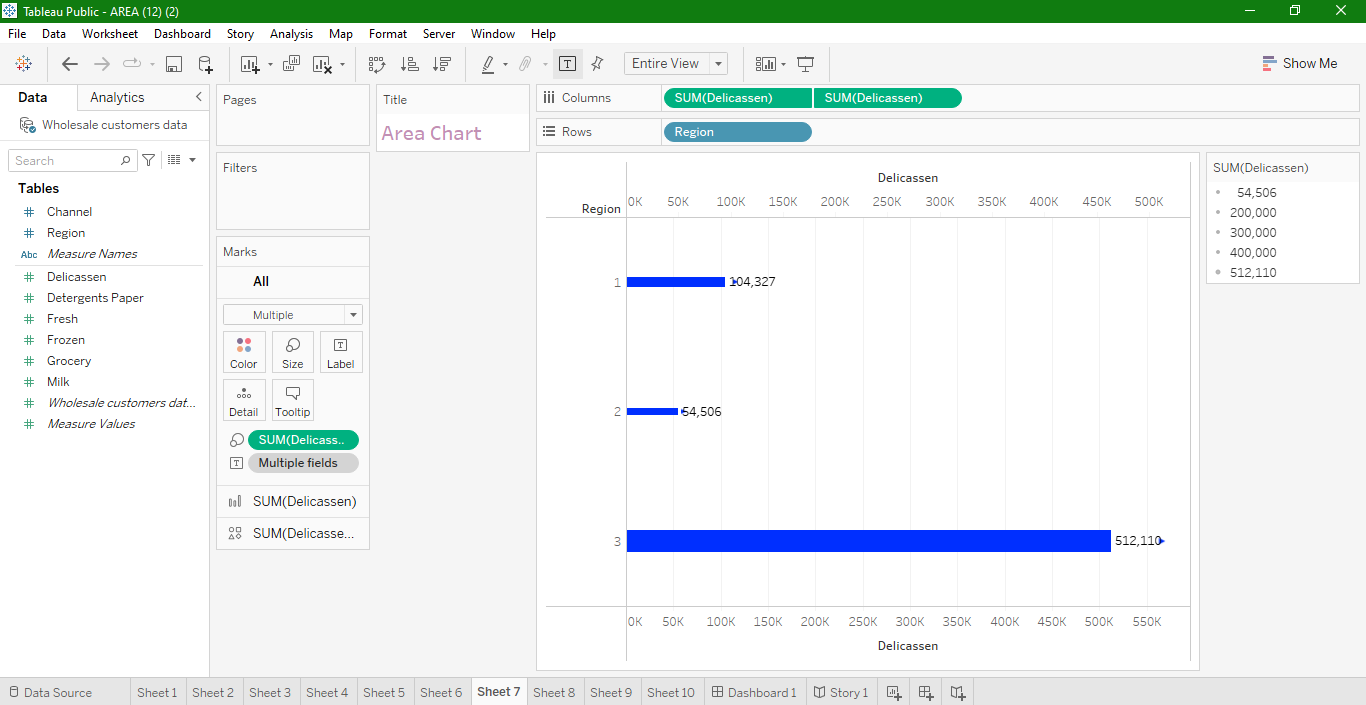 Tableau Public - AREA (12) (2)
File Data Worksheet Dashboard Story Analysis Map Format Server Window Help
Entire View
Show Me
Data Analytics
Wholesale customers data
Search
Tables
Channel
Region
Abc Measure Names
Delicassen
Detergents Paper
Fresh
Frozen
Grocery
Milk
Wholesale customers dat...
Measure Values
Pages
Filters
Marks
All
Multiple
Color Size Label
Detail Tooltip
SUM(Delicass..
Multiple fields
SUM(Delicassen)
SUM(Delicasse...
Title
Area Chart
Columns SUM(Delicassen) SUM(Delicassen)
Rows Region
Delicassen
Region 0K 50K 100K 150K 200K 250K 300K 350K 400K 450K 500K
1 104,327
2 54,506
3 512,110
0K 50K 100K 150K 200K 250K 300K 350K 400K 450K 500K 550K
Delicassen
SUM(Delicassen)
54,506
200,000
300,000
400,000
512,110
Data Source Sheet 1 Sheet 2 Sheet 3 Sheet 4 Sheet 5 Sheet 6 Sheet 7 Sheet 8 Sheet 9 Sheet 10 Dashboard 1 Story 1